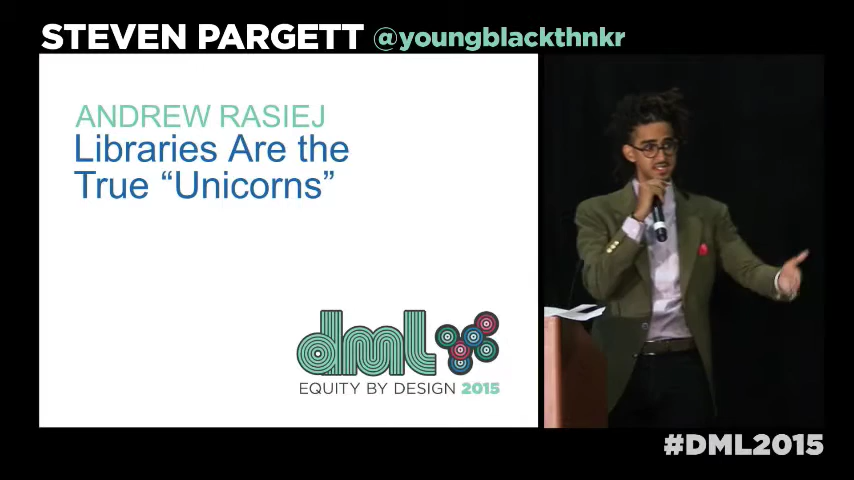 STEVEN PARGETT @youngblackthnkr
ANDREW RASIEJ
Libraries Are the
True “Unicorns”
dml
EQUITY BY DESIGN 2015
#DML2015